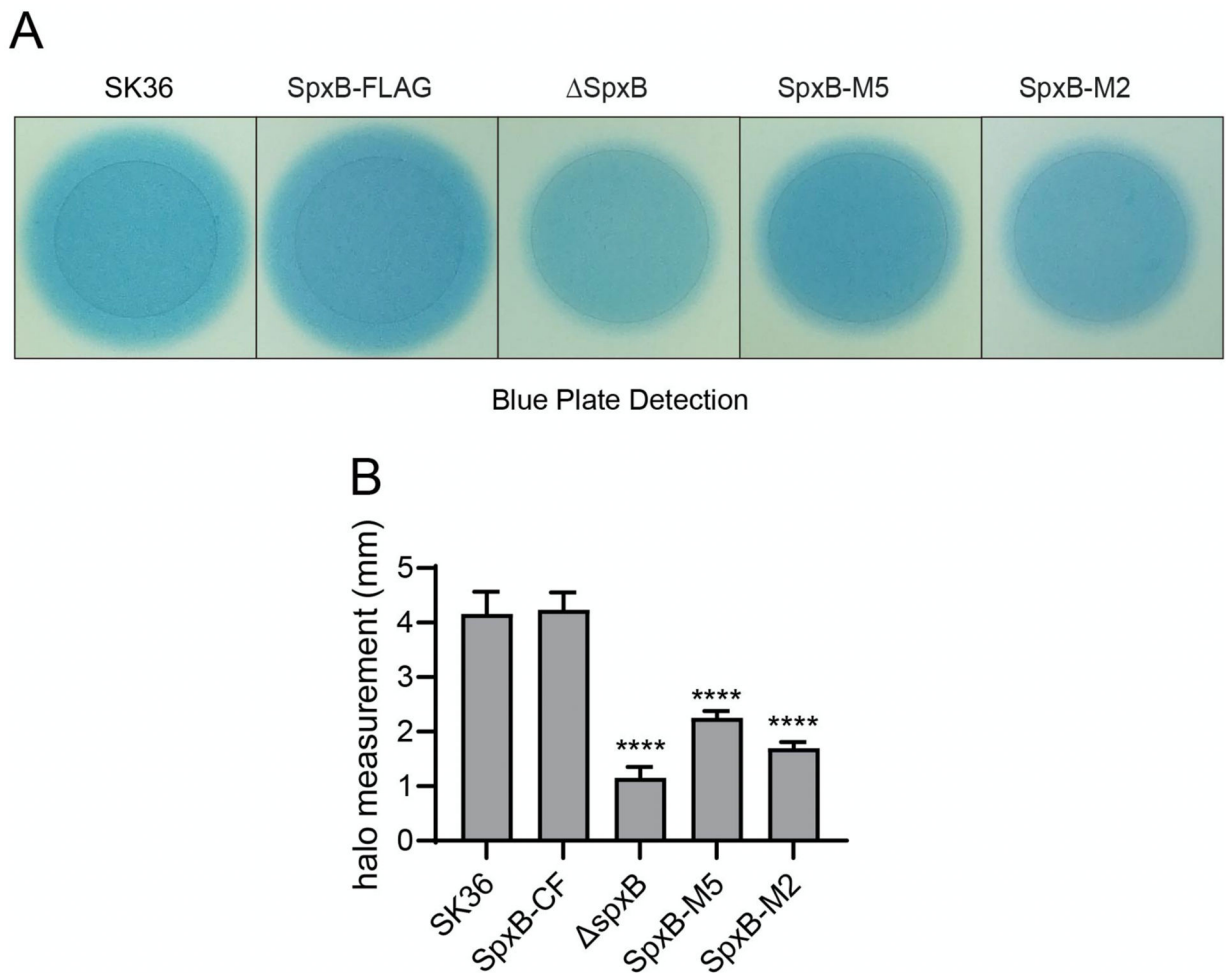 A
SK36 SpxB-FLAG ΔSpxB SpxB-M5 SpxB-M2
Blue Plate Detection
B
halo measurement (mm)
5
4
3
2
1
0
**** **** ****
SK36 SpxB-CF ΔspxB SpxB-M5 SpxB-M2